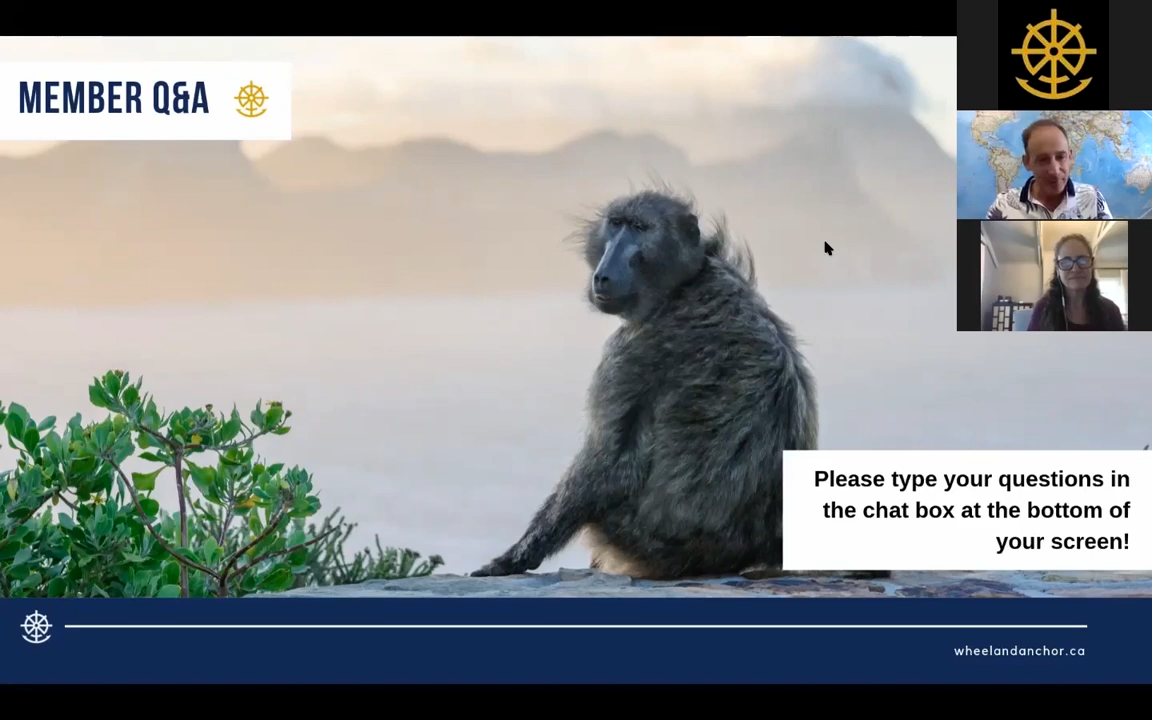 MEMBER Q&A
Please type your questions in
the chat box at the bottom of
your screen!
wheelandanchor.ca